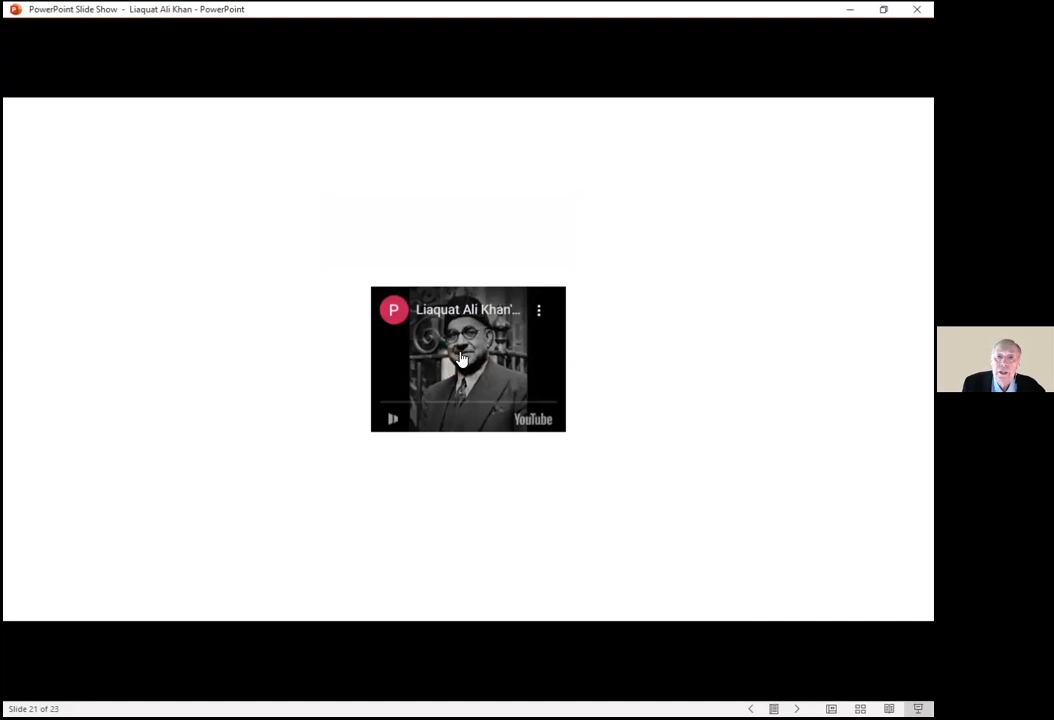 PowerPoint Slide Show - Liaquat Ali Khan - PowerPoint
P
Liaquat Ali Khan'...
YouTube
Slide 21 of 23